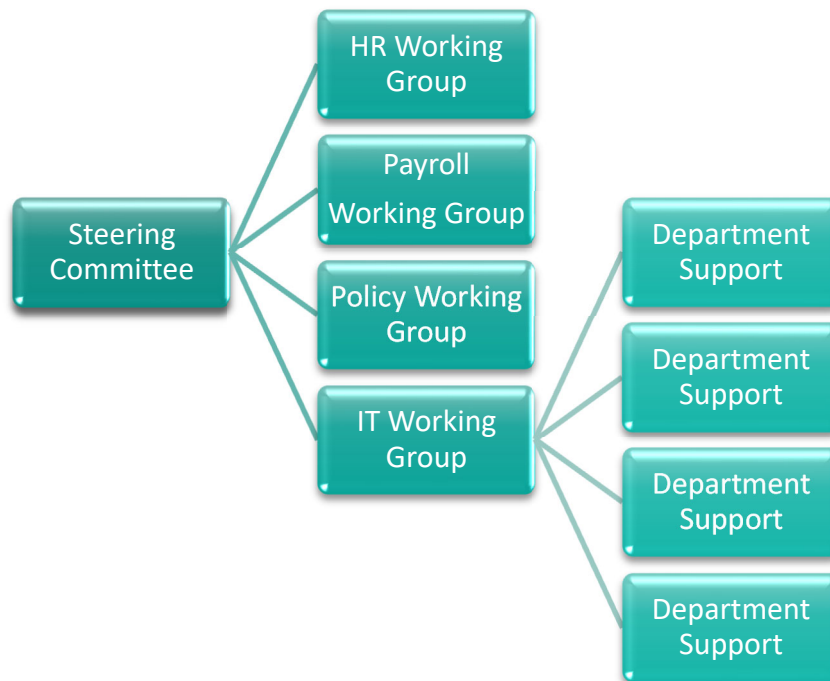 HR Working
Group
Payroll
Working Group
Steering
Committee
Policy Working
Group
IT Working
Group
Department
Support
Department
Support
Department
Support
Department
Support